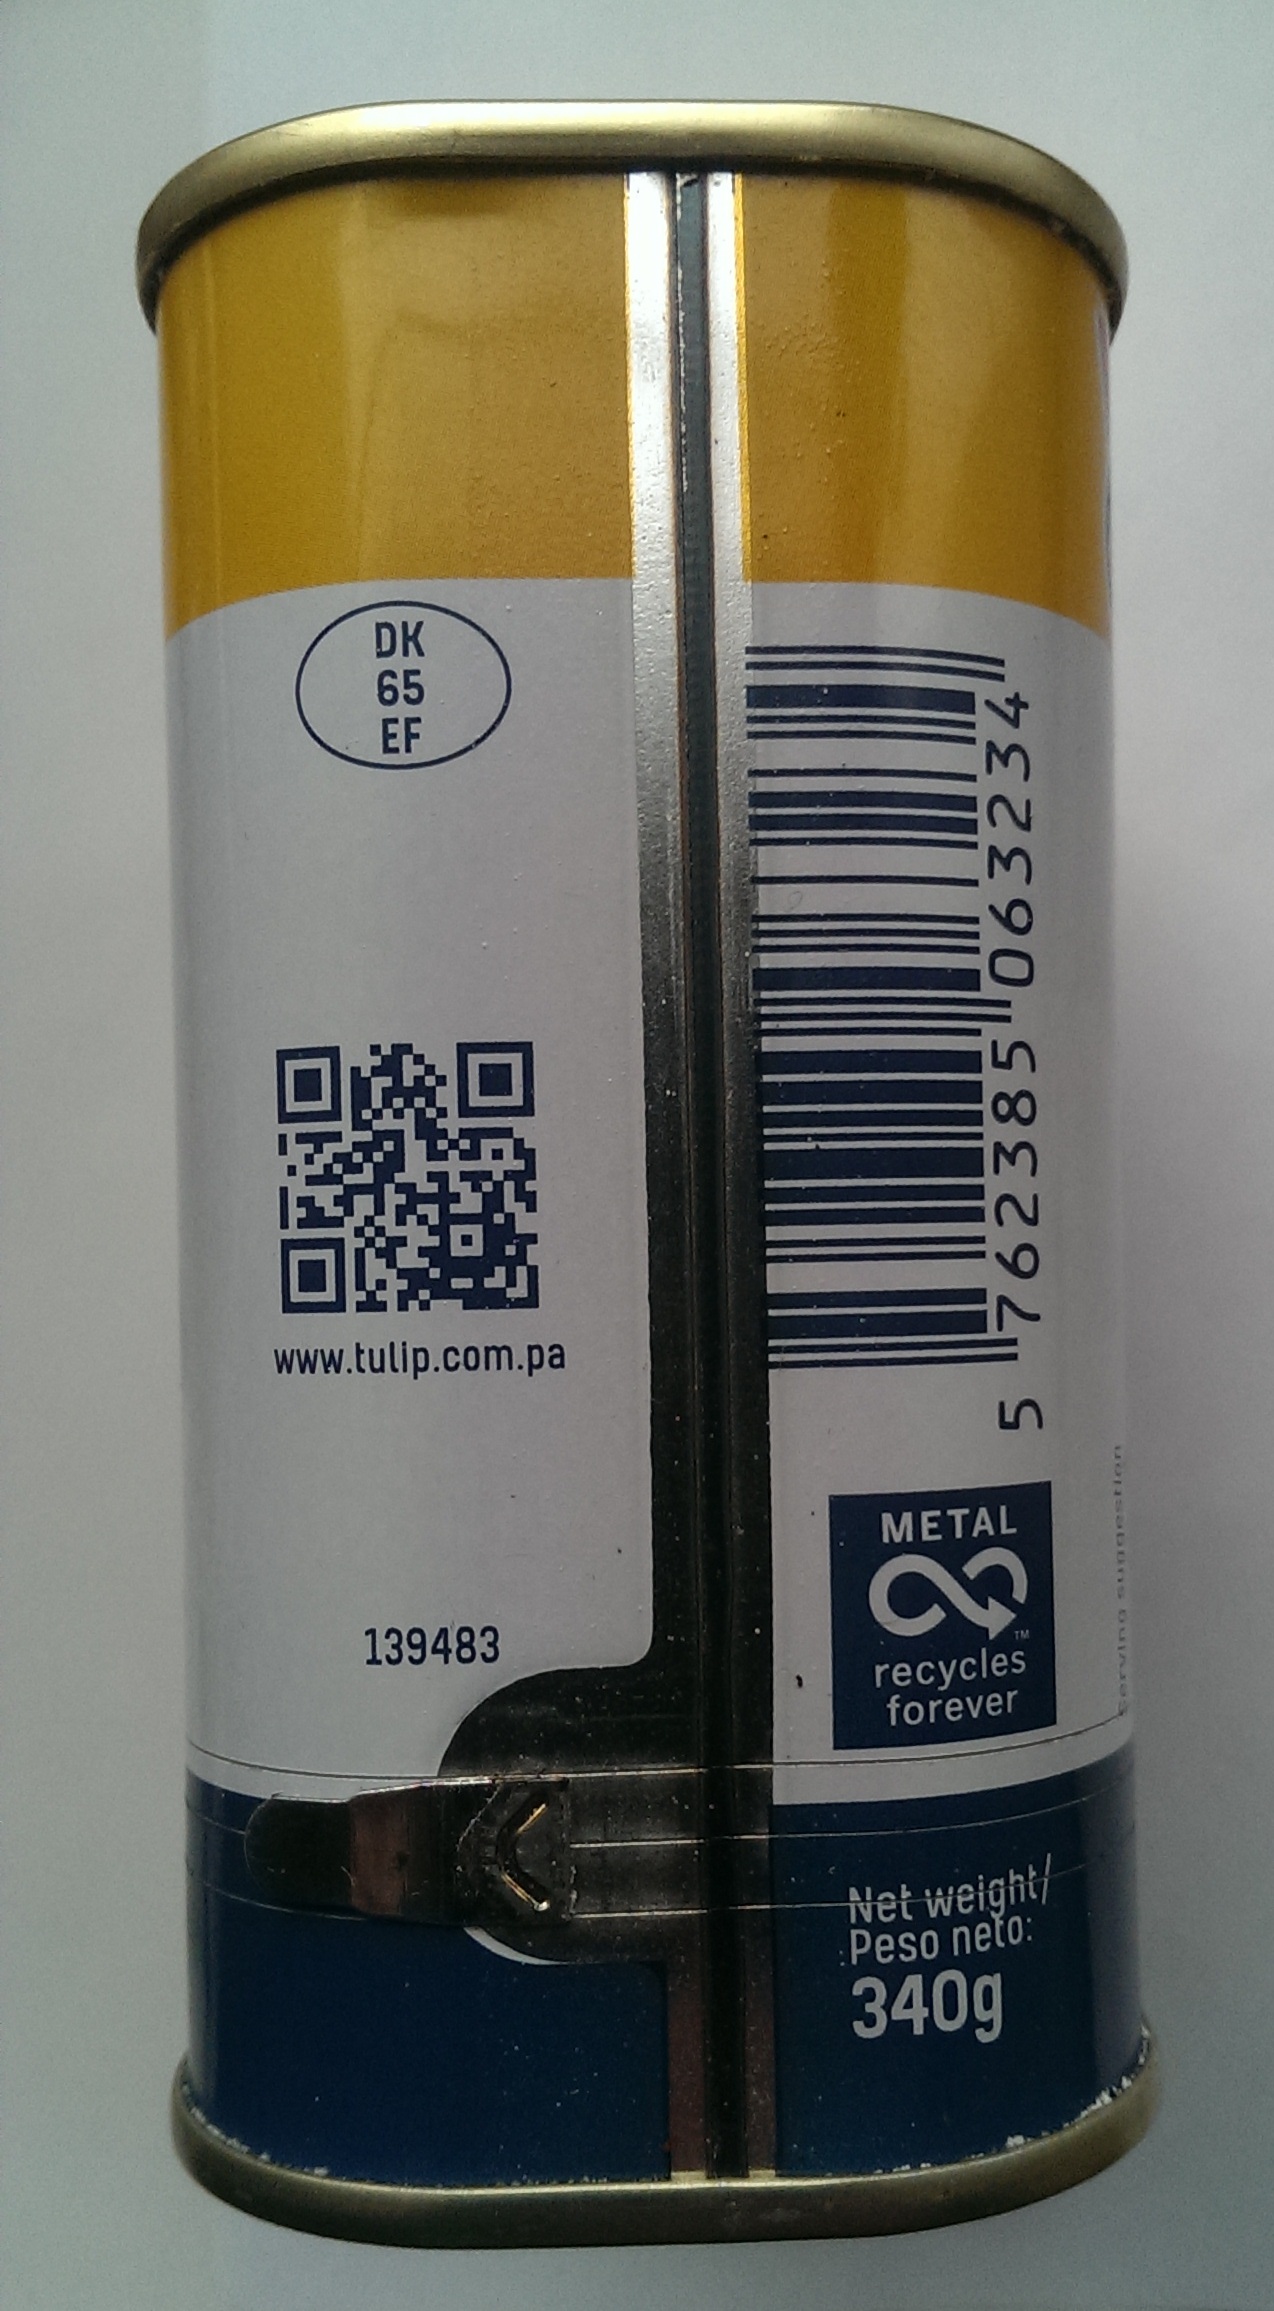 DK
65
EF
www.tulip.com.pa
139483
5 762385 063234
METAL
™
recycles
forever
Serving suggestion
Net weight/
Peso neto:
340g